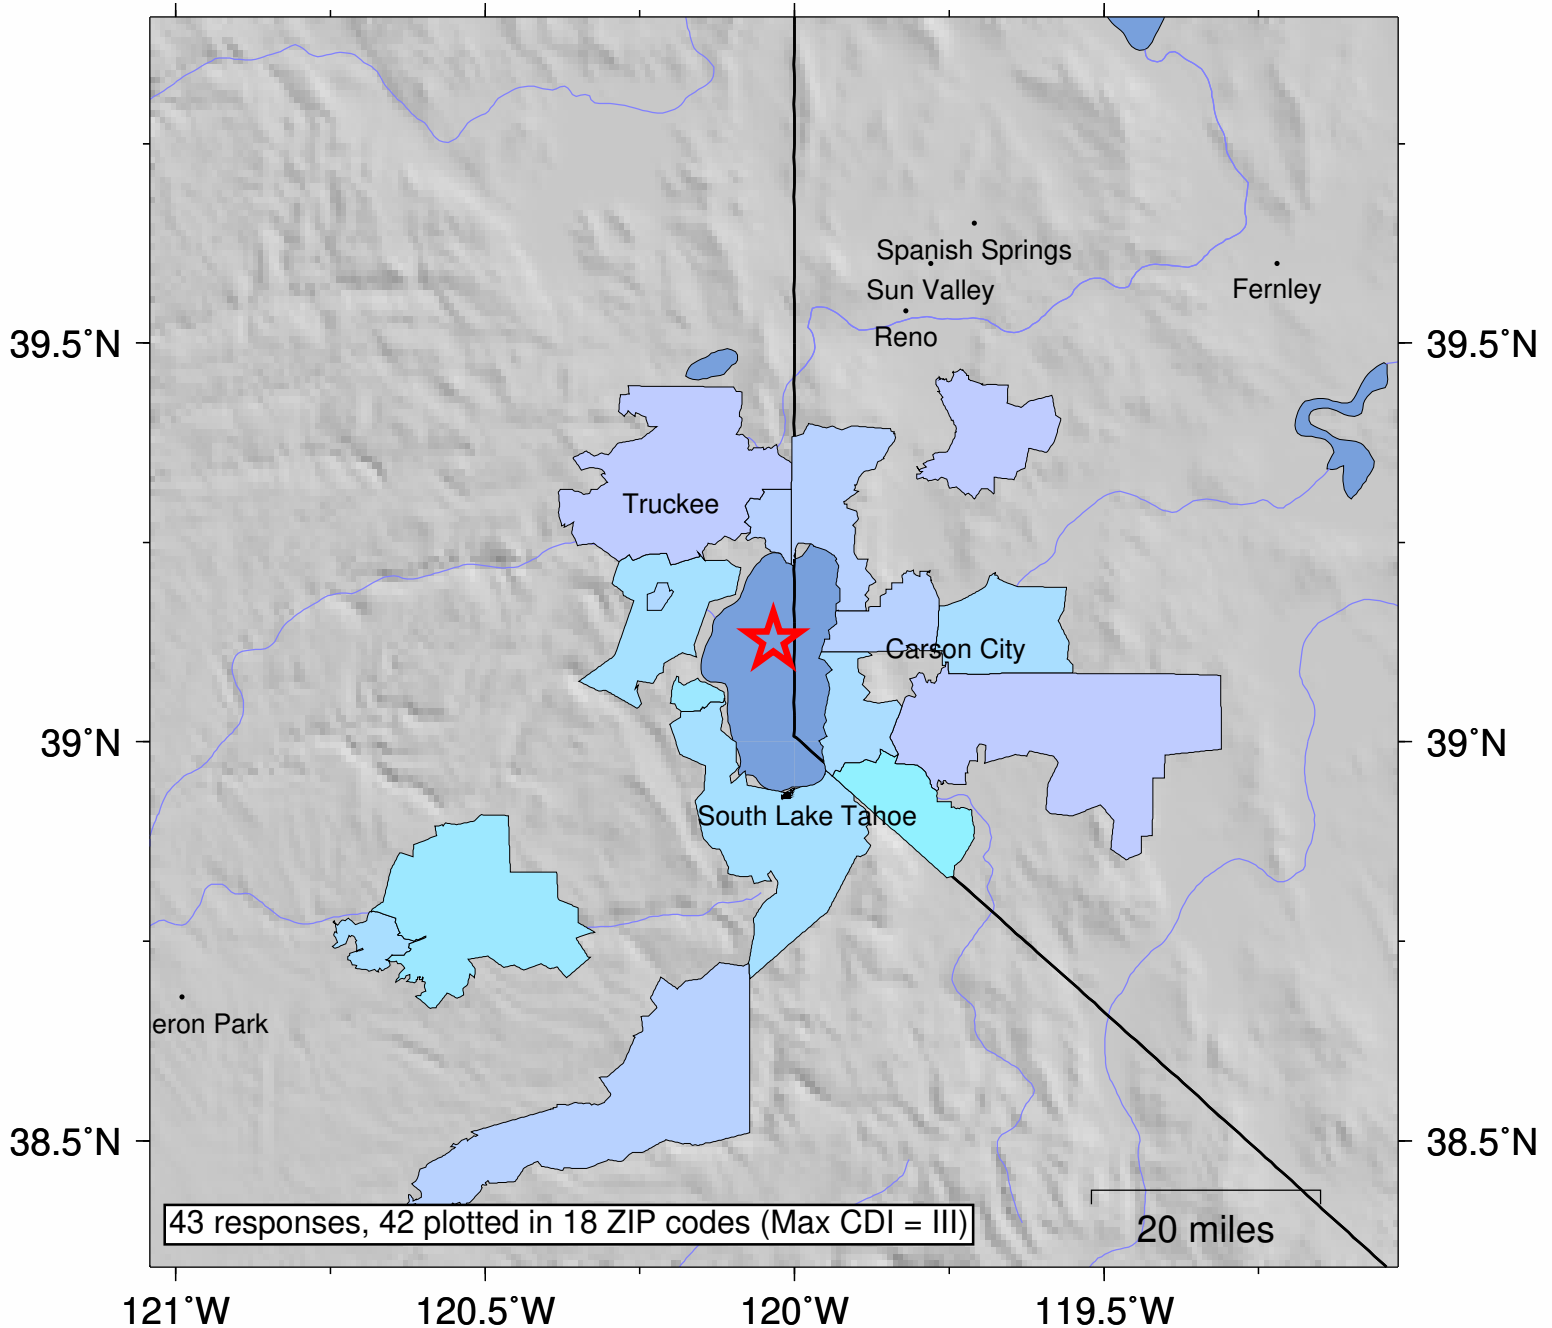 Spanish Springs
Sun Valley
Fernley
Reno
39.5˚N
39.5˚N
Truckee
Carson City
39˚N
39˚N
South Lake Tahoe
eron Park
38.5˚N
38.5˚N
43 responses, 42 plotted in 18 ZIP codes (Max CDI = III)
20 miles
121˚W
120.5˚W
120˚W
119.5˚W